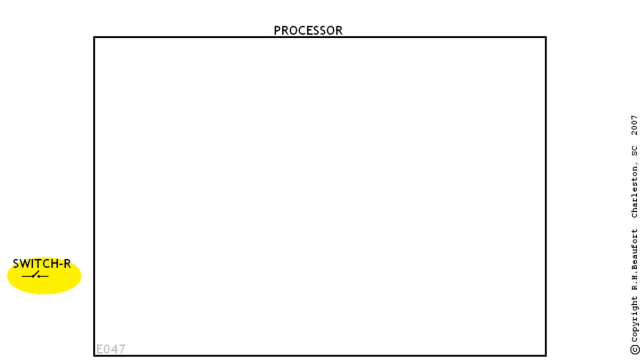 PROCESSOR
SWITCH-R
E047
© Copyright R.M.Beaufort Charleston, SC 2007